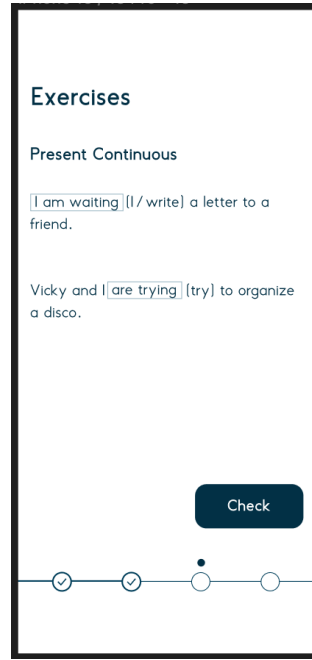 Exercises
Present Continuous
I am waiting (I/write) a letter to a
friend.
Vicky and I are trying (try) to organize
a disco.
Check